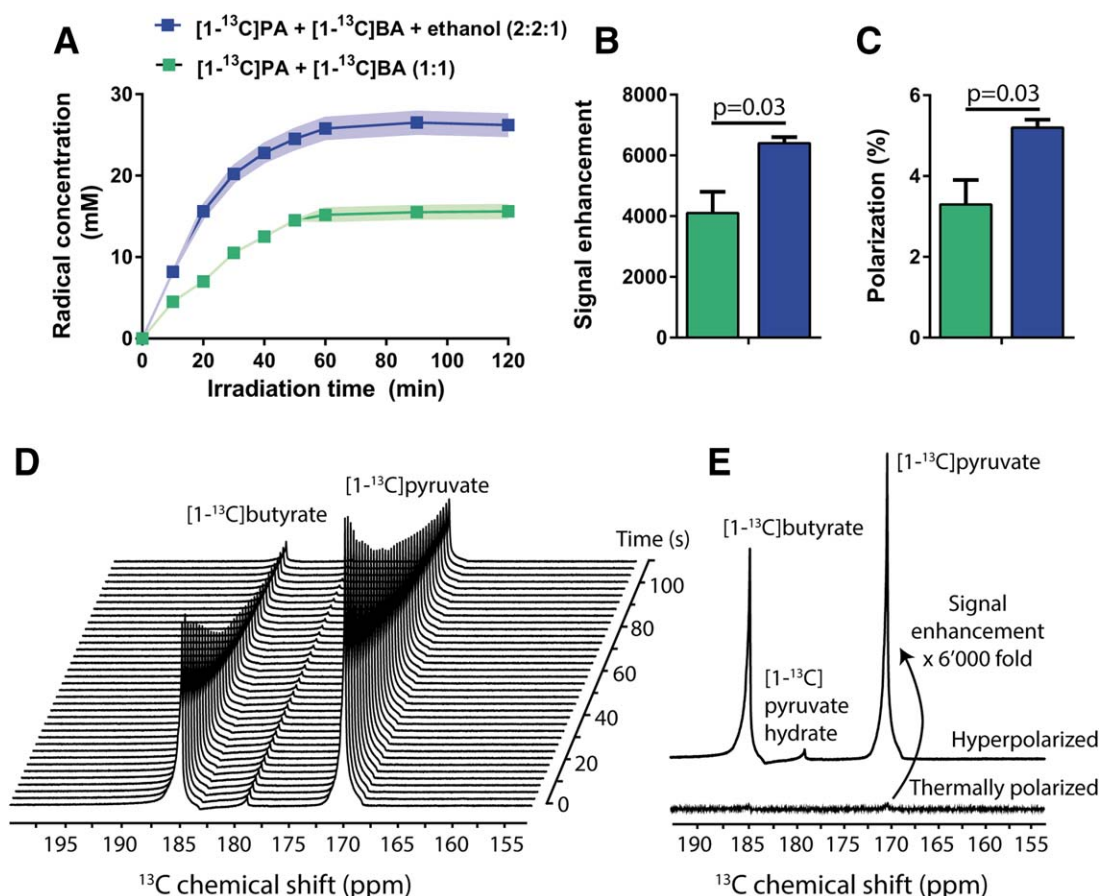 A
[1-¹³C]PA + [1-¹³C]BA + ethanol (2:2:1)
[1-¹³C]PA + [1-¹³C]BA (1:1)
Radical concentration
(mM)
30
20
10
0
0 20 40 60 80 100 120
Irradiation time (min)
B
Signal enhancement
8000
6000
4000
2000
0
p=0.03
C
Polarization (%)
6
4
2
0
p=0.03
D
[1-¹³C]butyrate
[1-¹³C]pyruvate
Time (s)
100
80
60
40
20
0
195 190 185 180 175 170 165 160 155
¹³C chemical shift (ppm)
E
[1-¹³C]pyruvate
[1-¹³C]butyrate
[1-¹³C]
pyruvate
hydrate
Signal
enhancement
x 6'000 fold
Hyperpolarized
Thermally polarized
190 185 180 175 170 165 160 155
¹³C chemical shift (ppm)